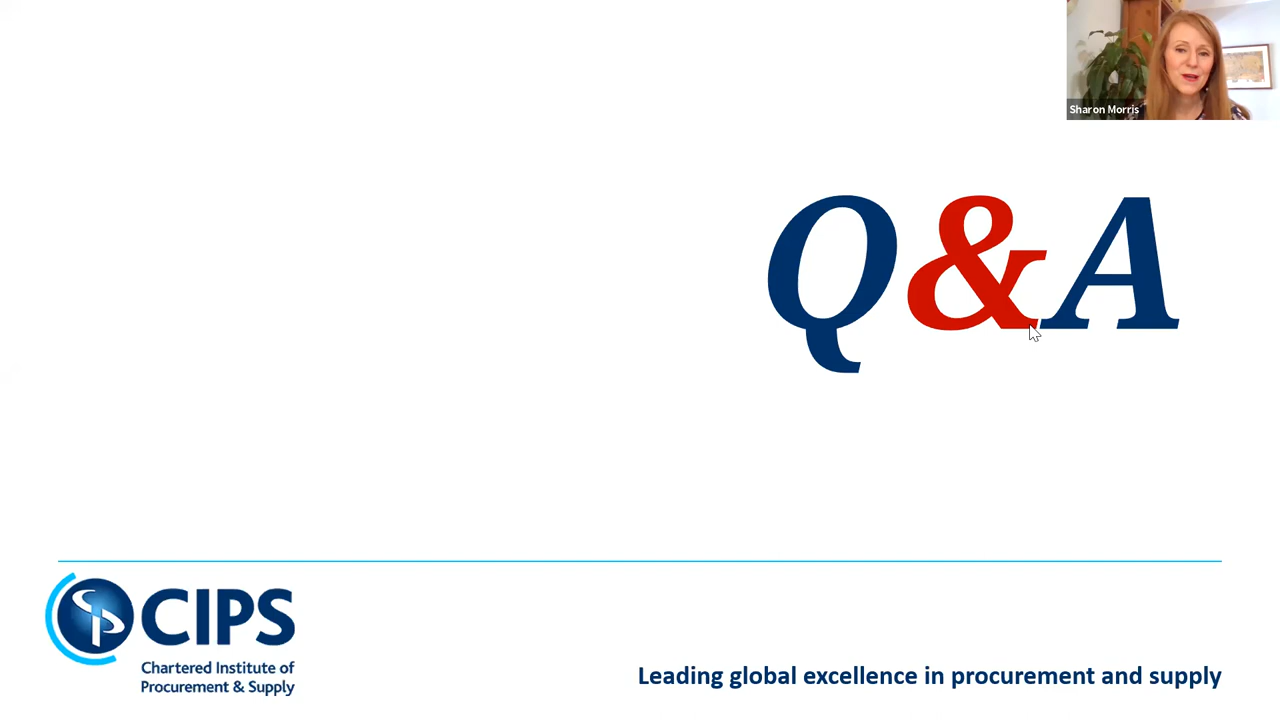 Sharon Morris
Q&A
CIPS
Chartered Institute of
Procurement & Supply
Leading global excellence in procurement and supply